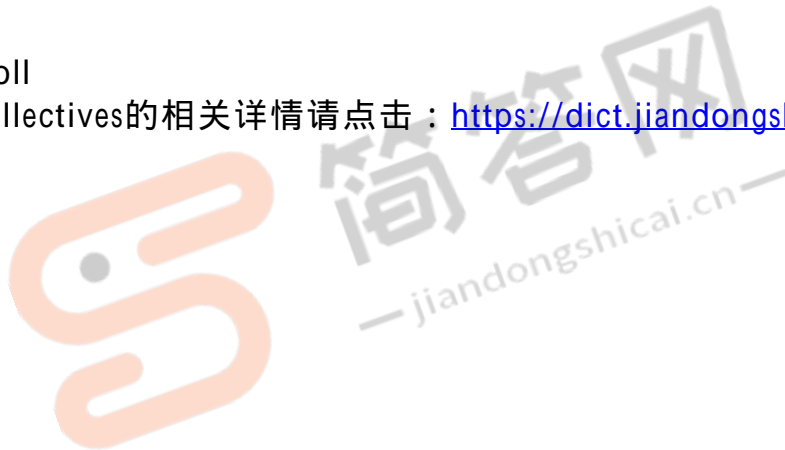 oll
llectives的相关详情请点击：https://dict.jiandongsl
简答网
jiandongshicai.cn